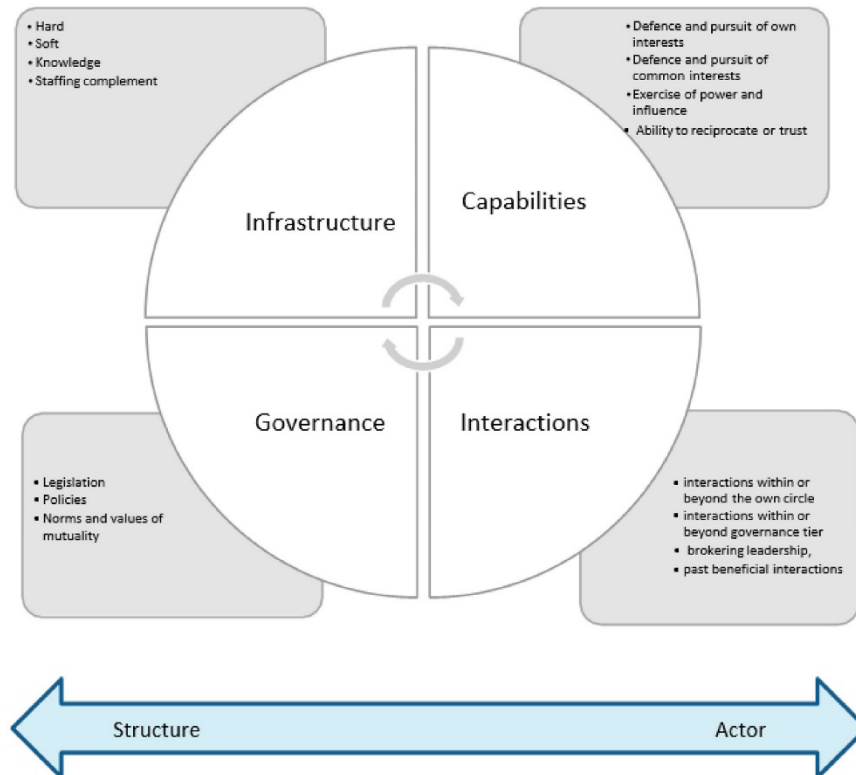 • Hard
• Soft
• Knowledge
• Staffing complement
• Defence and pursuit of own
interests
• Defence and pursuit of
common interests
• Exercise of power and
influence
▪ Ability to reciprocate or trust
Infrastructure
Capabilities
Governance
Interactions
▪ Legislation
▪ Policies
▪ Norms and values of
mutuality
▪ interactions within or
beyond the own circle
▪ interactions within or
beyond governance tier
▪ brokering leadership,
▪ past beneficial interactions
Structure
Actor